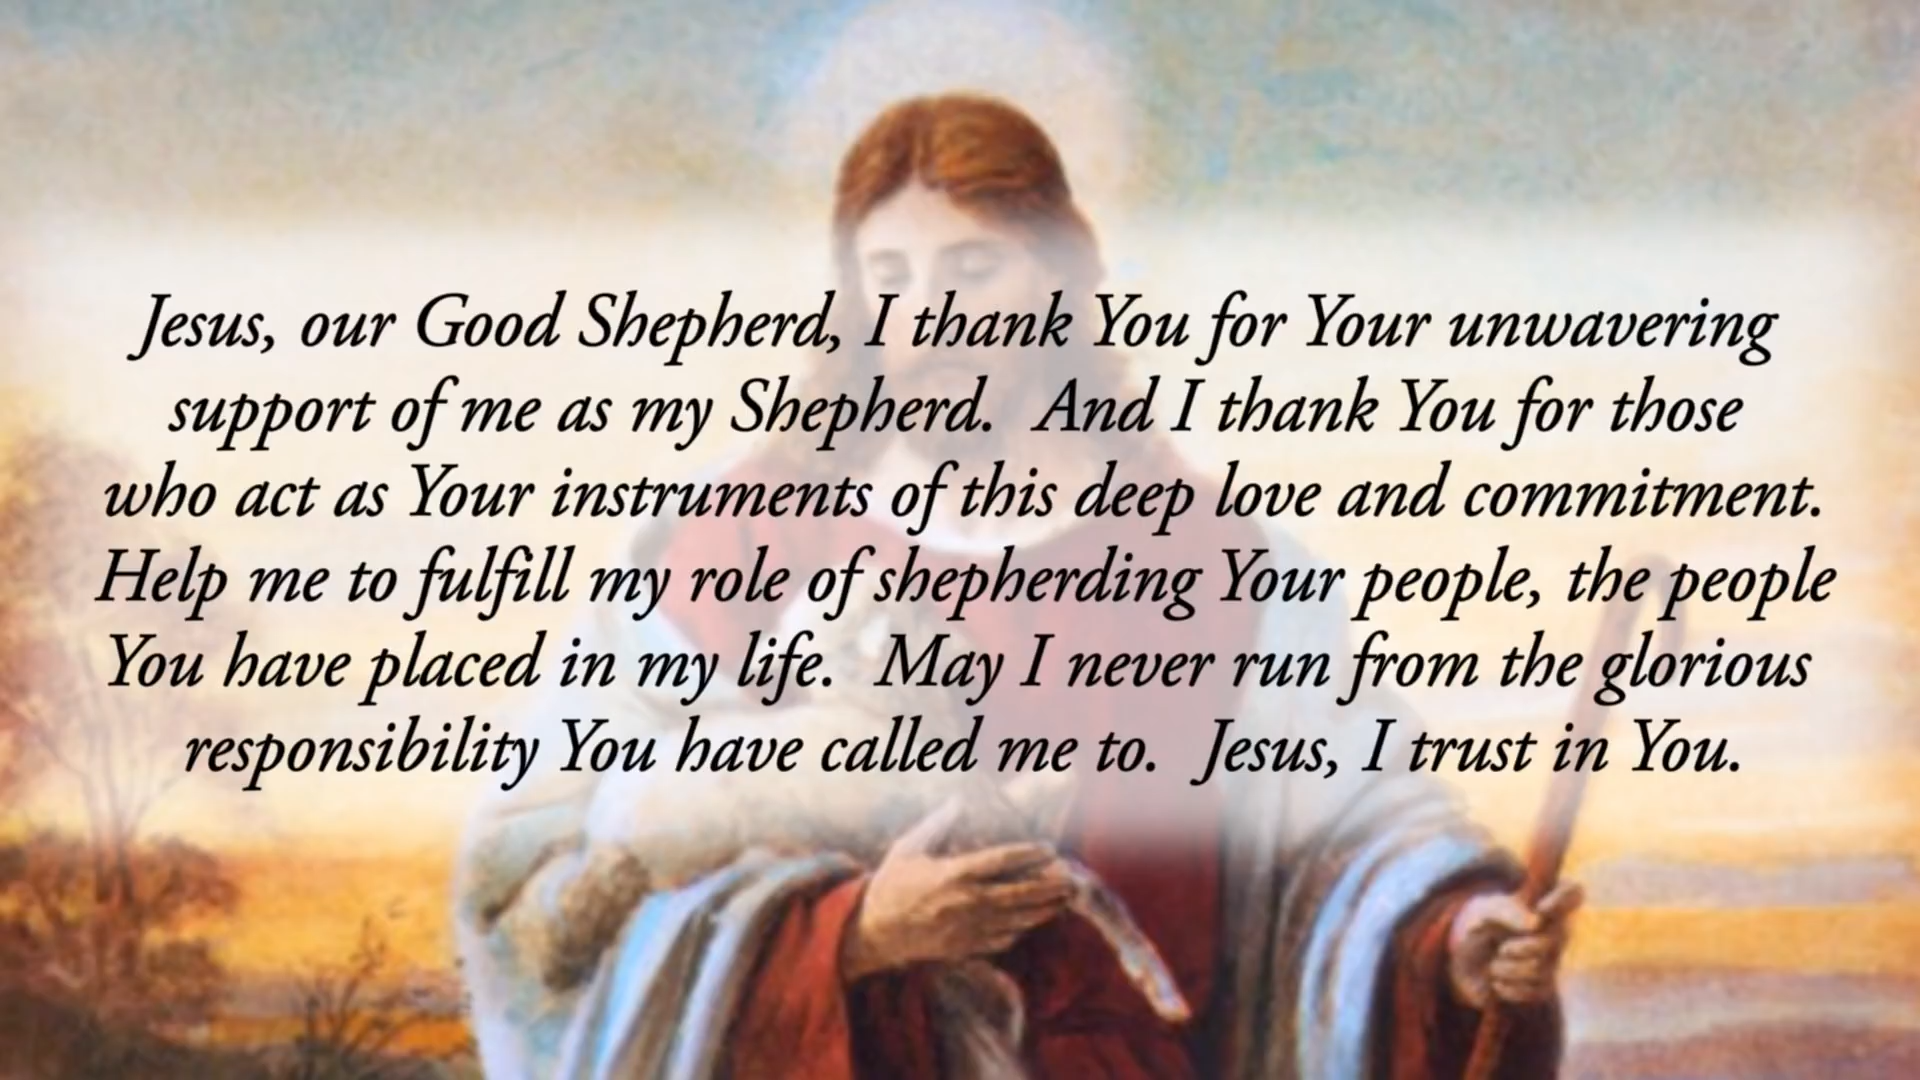 Jesus, our Good Shepherd, I thank You for Your unwavering
support of me as my Shepherd.  And I thank You for those
who act as Your instruments of this deep love and commitment.
Help me to fulfill my role of shepherding Your people, the people
You have placed in my life.  May I never run from the glorious
responsibility You have called me to.  Jesus, I trust in You.